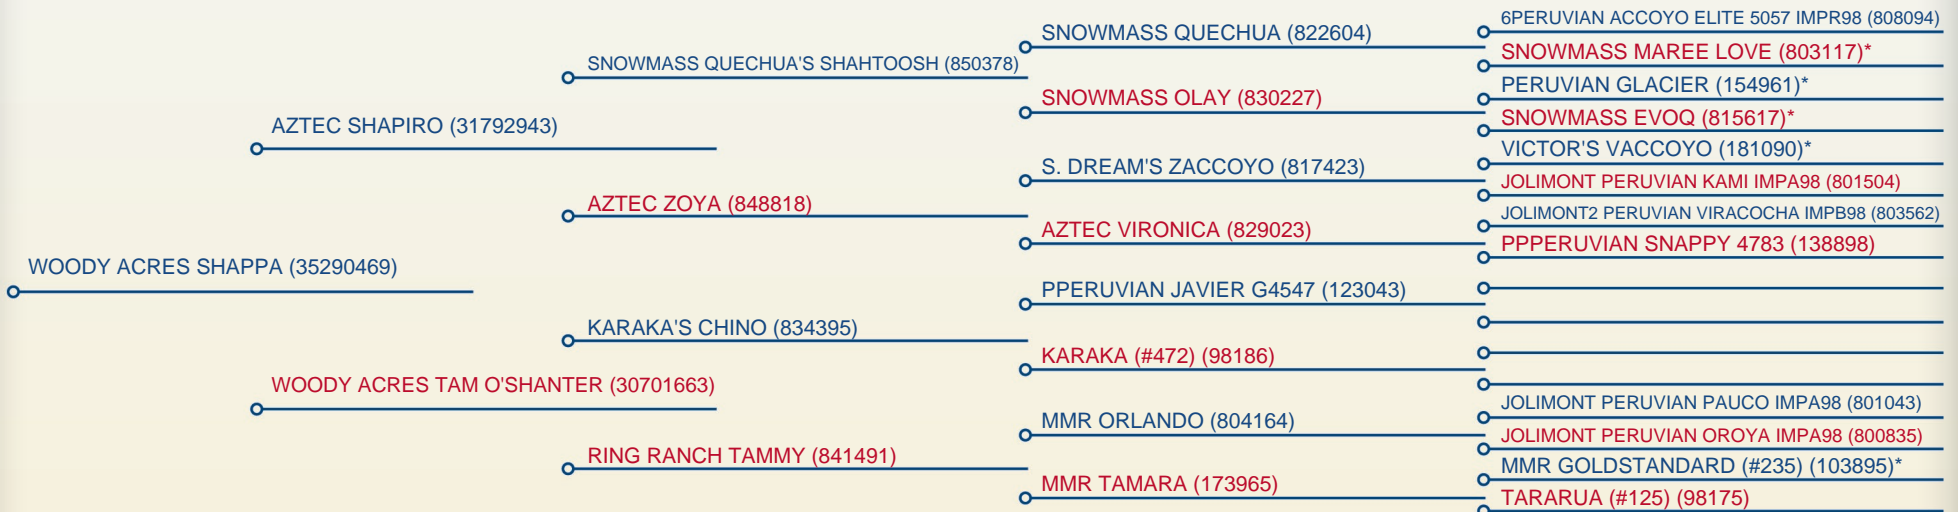 WOODY ACRES SHAPPA (35290469)
AZTEC SHAPIRO (31792943)
WOODY ACRES TAM O'SHANTER (30701663)
SNOWMASS QUECHUA'S SHAHTOOSH (850378)
AZTEC ZOYA (848818)
KARAKA'S CHINO (834395)
RING RANCH TAMMY (841491)
SNOWMASS QUECHUA (822604)
SNOWMASS OLAY (830227)
S. DREAM'S ZACCOYO (817423)
AZTEC VIRONICA (829023)
PPERUVIAN JAVIER G4547 (123043)
KARAKA (#472) (98186)
MMR ORLANDO (804164)
MMR TAMARA (173965)
6PERUVIAN ACCOYO ELITE 5057 IMPR98 (808094)
SNOWMASS MAREE LOVE (803117)*
PERUVIAN GLACIER (154961)*
SNOWMASS EVOQ (815617)*
VICTOR'S VACCOYO (181090)*
JOLIMONT PERUVIAN KAMI IMPA98 (801504)
JOLIMONT2 PERUVIAN VIRACOCHA IMPB98 (803562)
PPPERUVIAN SNAPPY 4783 (138898)
JOLIMONT PERUVIAN PAUCO IMPA98 (801043)
JOLIMONT PERUVIAN OROYA IMPA98 (800835)
MMR GOLDSTANDARD (#235) (103895)*
TARARUA (#125) (98175)